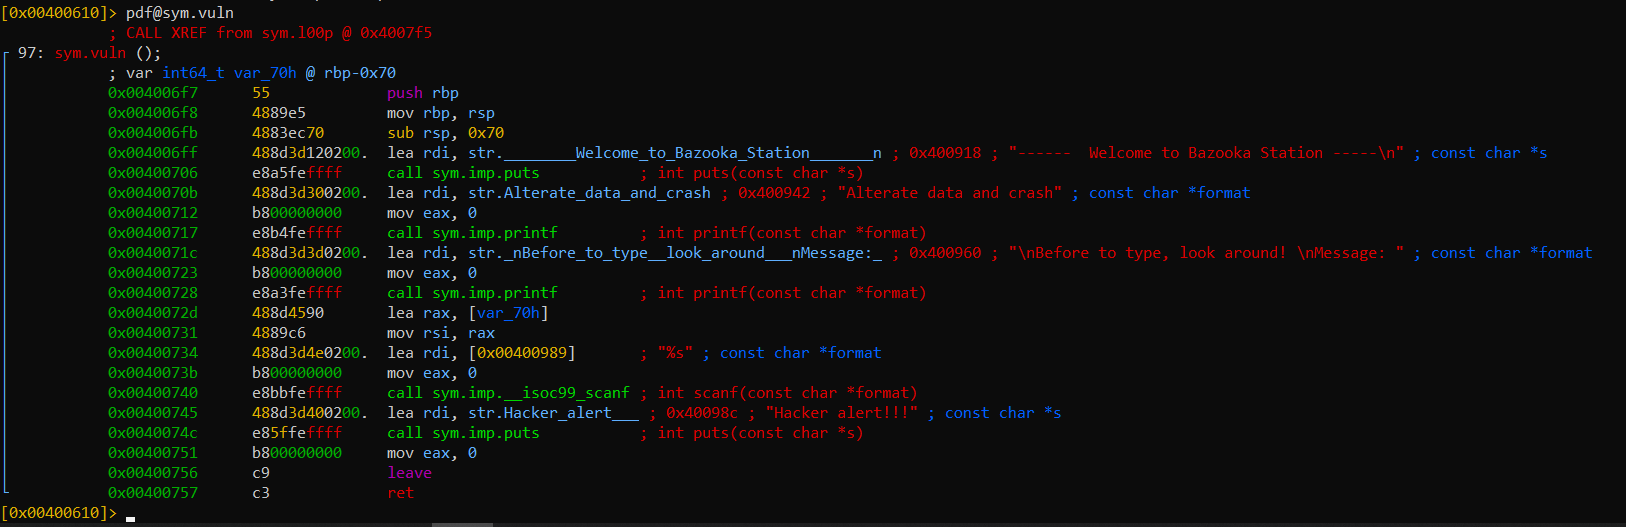 [0x00400610]> pdf@sym.vuln
; CALL XREF from sym.l00p @ 0x4007f5
97: sym.vuln ();
; var int64_t var_70h @ rbp-0x70
0x004006f7 55 push rbp
0x004006f8 4889e5 mov rbp, rsp
0x004006fb 4883ec70 sub rsp, 0x70
0x004006ff 488d3d120200. lea rdi, str.________Welcome_to_Bazooka_Station_______n ; 0x400918 ; "------  Welcome to Bazooka Station -----\n" ; const char *s
0x00400706 e8a5feffff call sym.imp.puts ; int puts(const char *s)
0x0040070b 488d3d300200. lea rdi, str.Alterate_data_and_crash ; 0x400942 ; "Alterate data and crash" ; const char *format
0x00400712 b800000000 mov eax, 0
0x00400717 e8b4feffff call sym.imp.printf ; int printf(const char *format)
0x0040071c 488d3d3d0200. lea rdi, str._nBefore_to_type__look_around___nMessage:_ ; 0x400960 ; "\nBefore to type, look around! \nMessage: " ; const char *format
0x00400723 b800000000 mov eax, 0
0x00400728 e8a3feffff call sym.imp.printf ; int printf(const char *format)
0x0040072d 488d4590 lea rax, [var_70h]
0x00400731 4889c6 mov rsi, rax
0x00400734 488d3d4e0200. lea rdi, [0x00400989] ; "%s" ; const char *format
0x0040073b b800000000 mov eax, 0
0x00400740 e8bbfeffff call sym.imp.__isoc99_scanf ; int scanf(const char *format)
0x00400745 488d3d400200. lea rdi, str.Hacker_alert___ ; 0x40098c ; "Hacker alert!!!" ; const char *s
0x0040074c e85ffeffff call sym.imp.puts ; int puts(const char *s)
0x00400751 b800000000 mov eax, 0
0x00400756 c9 leave
0x00400757 c3 ret
[0x00400610]>